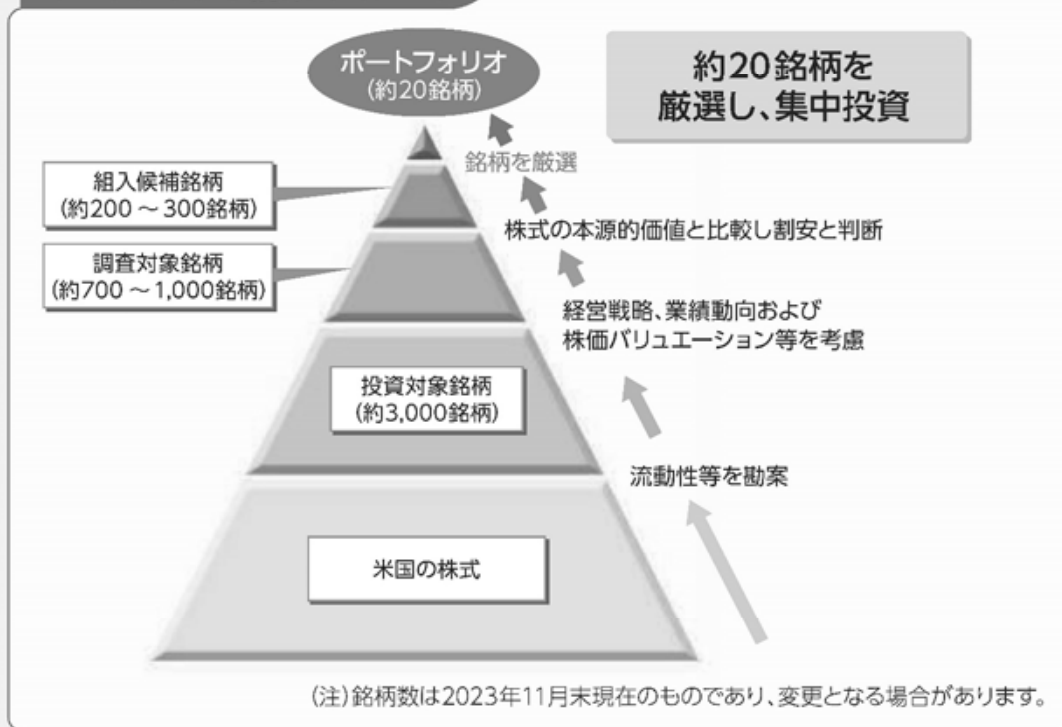 ポートフォリオ
(約20銘柄)
約20銘柄を
厳選し、集中投資
銘柄を厳選
組入候補銘柄
(約200 ～ 300銘柄)
株式の本源的価値と比較し割安と判断
調査対象銘柄
(約700 ～ 1,000銘柄)
経営戦略、業績動向および
株価バリュエーション等を考慮
投資対象銘柄
(約3,000銘柄)
流動性等を勘案
米国の株式
(注)銘柄数は2023年11月末現在のものであり、変更となる場合があります。